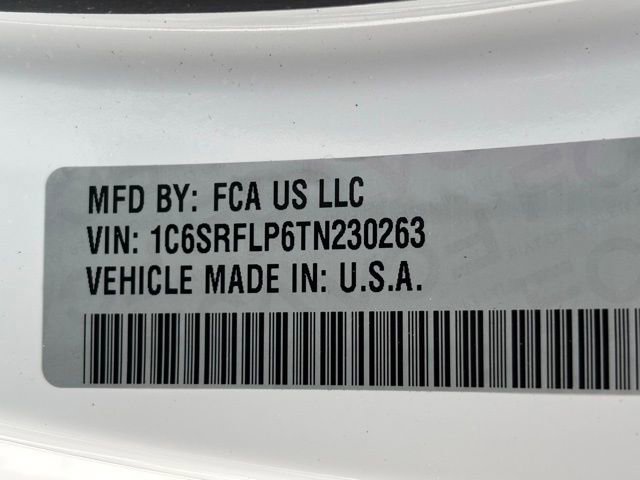 MFD BY: FCA US LLC
VIN: 1C6SRFLP6TN230263
VEHICLE MADE IN: U.S.A.